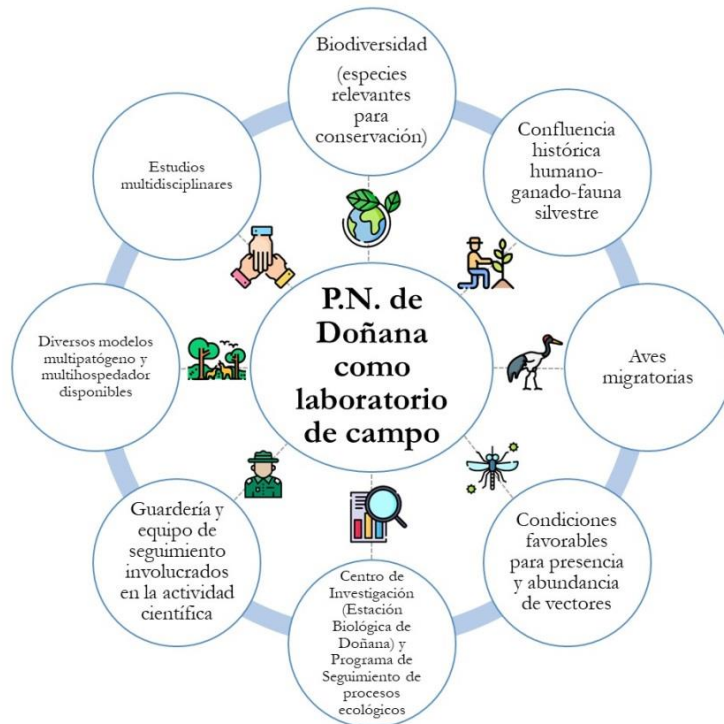 Biodiversidad
(especies
relevantes
para
conservación)
Confluencia
histórica
humano-
ganado-fauna
silvestre
Aves
migratorias
Condiciones
favorables
para presencia
y abundancia
de vectores
Centro de
Investigación
(Estación
Biológica de
Doñana) y
Programa de
Seguimiento de
procesos
ecológicos
Guardería y
equipo de
seguimiento
involucrados
en la actividad
científica
Diversos modelos
multipatógeno y
multihospedador
disponibles
Estudios
multidisciplinares
P.N. de
Doñana
como
laboratorio
de campo